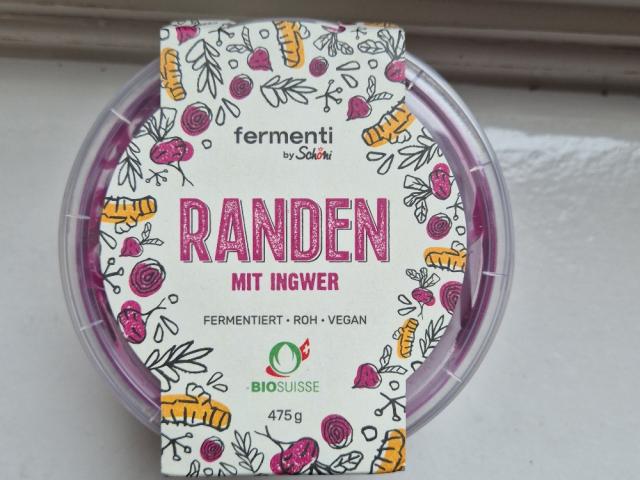 fermenti
by Schöni
RANDEN
MIT INGWER
FERMENTIERT · ROH · VEGAN
BIOSUISSE
475g